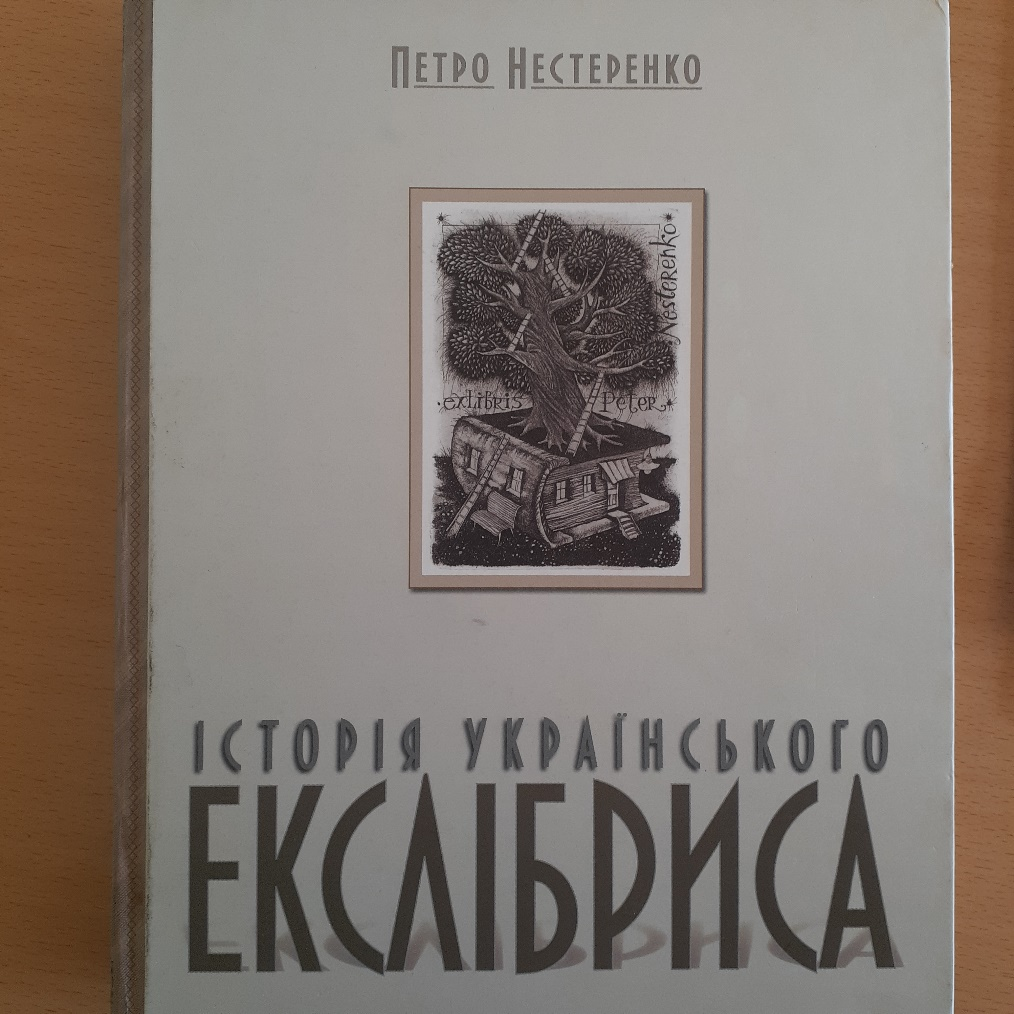 Петро Нестеренко
Nesterenko
exlibris Peter
ІСТОРІЯ УКРАЇНСЬКОГО
ЕКСЛІБРИСА